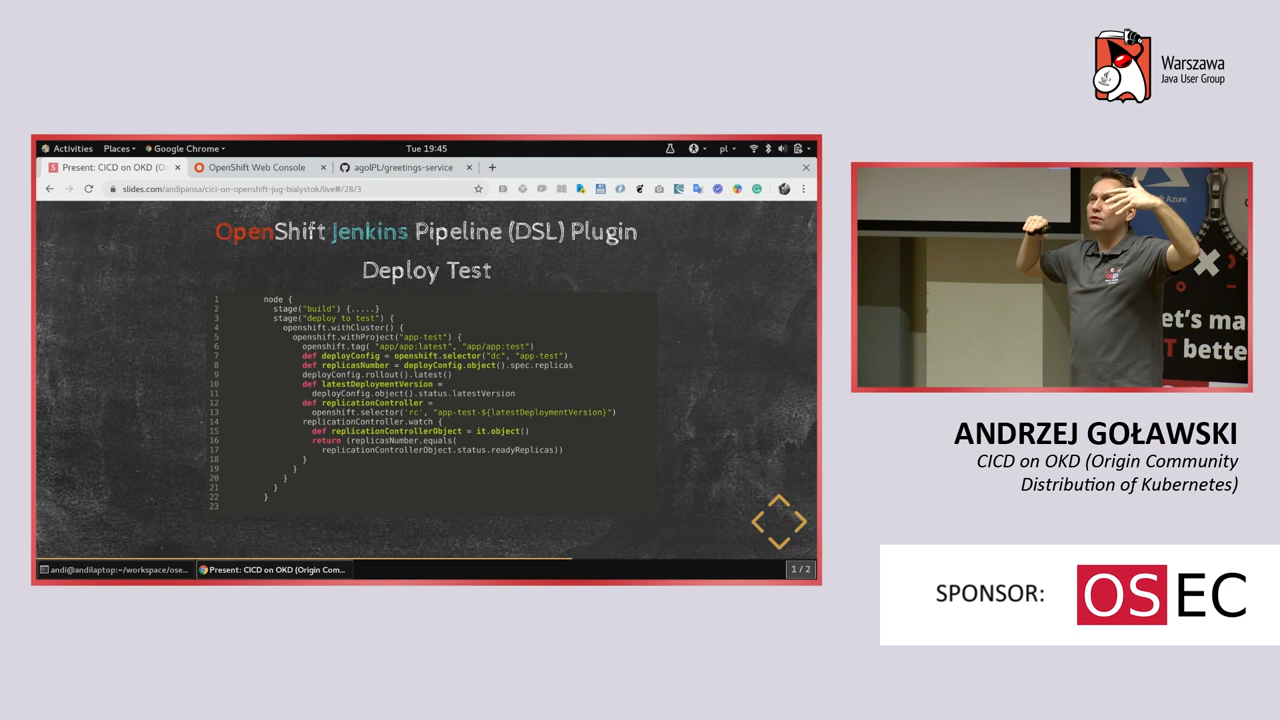 Warszawa
Java User Group
Activities Places Google Chrome Tue 19:45 pl
Present: CICD on OKD (O OpenShift Web Console agolPL/greetings-service
slides.com/andipansa/cici-on-openshift-jug-bialystok/live#/28/3
OpenShift Jenkins Pipeline (DSL) Plugin
Deploy Test
1 node {
2 stage("build") {.....}
3 stage("deploy to test") {
4 openshift.withCluster() {
5 openshift.withProject("app-test") {
6 openshift.tag( "app/app:latest", "app/app:test")
7 def deployConfig = openshift.selector("dc", "app-test")
8 def replicasNumber = deployConfig.object().spec.replicas
9 deployConfig.rollout().latest()
10 def latestDeploymentVersion =
11 deployConfig.object().status.latestVersion
12 def replicationController =
13 openshift.selector('rc', "app-test-${latestDeploymentVersion}")
14 replicationController.watch {
15 def replicationControllerObject = it.object()
16 return (replicasNumber.equals(
17 replicationControllerObject.status.readyReplicas))
18 }
19 }
20 }
21 }
22 }
23
andi@andilaptop:~/workspace/ose... Present: CICD on OKD (Origin Com... 1 / 2
Azure
OS
EC
et's ma
T bette
ANDRZEJ GOŁAWSKI
CICD on OKD (Origin Community
Distribution of Kubernetes)
SPONSOR: OSEC